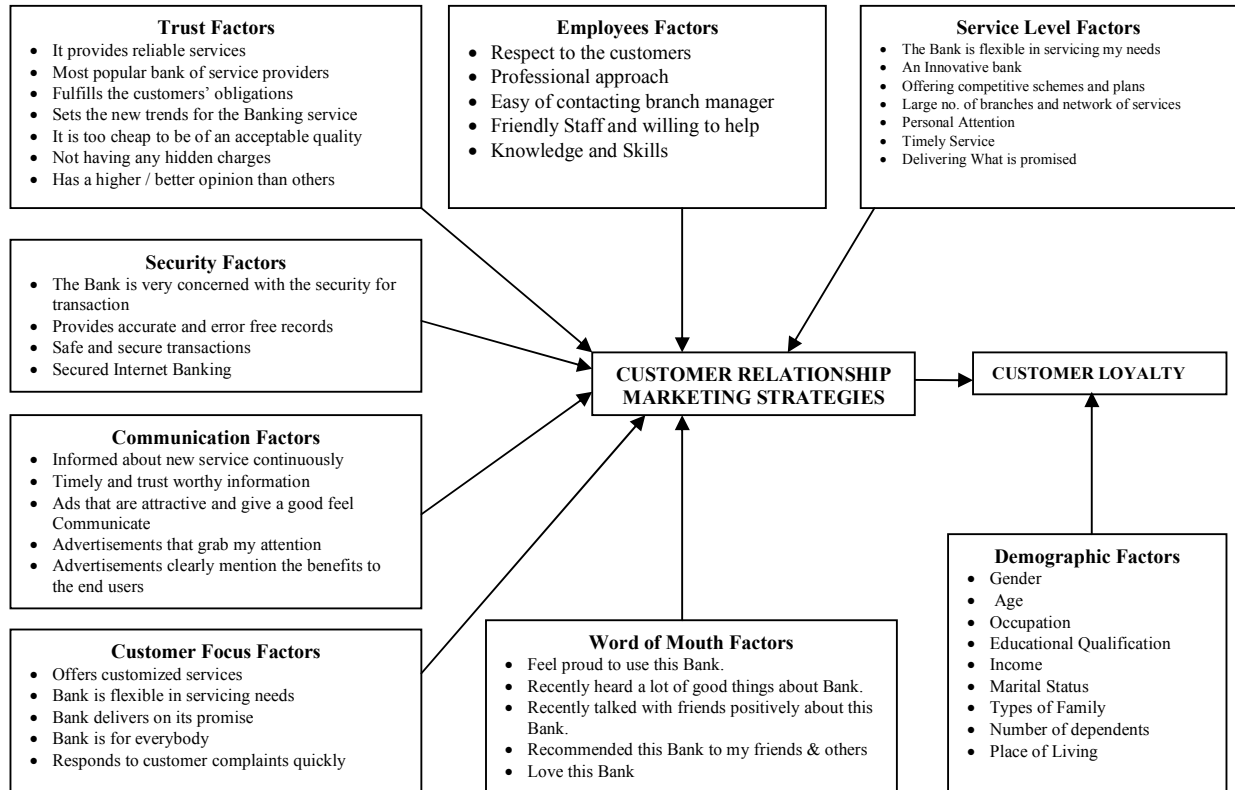 Trust Factors
• It provides reliable services
• Most popular bank of service providers
• Fulfills the customers' obligations
• Sets the new trends for the Banking service
• It is too cheap to be of an acceptable quality
• Not having any hidden charges
• Has a higher / better opinion than others
Employees Factors
• Respect to the customers
• Professional approach
• Easy of contacting branch manager
• Friendly Staff and willing to help
• Knowledge and Skills
Service Level Factors
• The Bank is flexible in servicing my needs
• An Innovative bank
• Offering competitive schemes and plans
• Large no. of branches and network of services
• Personal Attention
• Timely Service
• Delivering What is promised
Security Factors
• The Bank is very concerned with the security for
transaction
• Provides accurate and error free records
• Safe and secure transactions
• Secured Internet Banking
CUSTOMER RELATIONSHIP
MARKETING STRATEGIES
CUSTOMER LOYALTY
Communication Factors
• Informed about new service continuously
• Timely and trust worthy information
• Ads that are attractive and give a good feel
Communicate
• Advertisements that grab my attention
• Advertisements clearly mention the benefits to
the end users
Customer Focus Factors
• Offers customized services
• Bank is flexible in servicing needs
• Bank delivers on its promise
• Bank is for everybody
• Responds to customer complaints quickly
Word of Mouth Factors
• Feel proud to use this Bank.
• Recently heard a lot of good things about Bank.
• Recently talked with friends positively about this
Bank.
• Recommended this Bank to my friends & others
• Love this Bank
Demographic Factors
• Gender
• Age
• Occupation
• Educational Qualification
• Income
• Marital Status
• Types of Family
• Number of dependents
• Place of Living